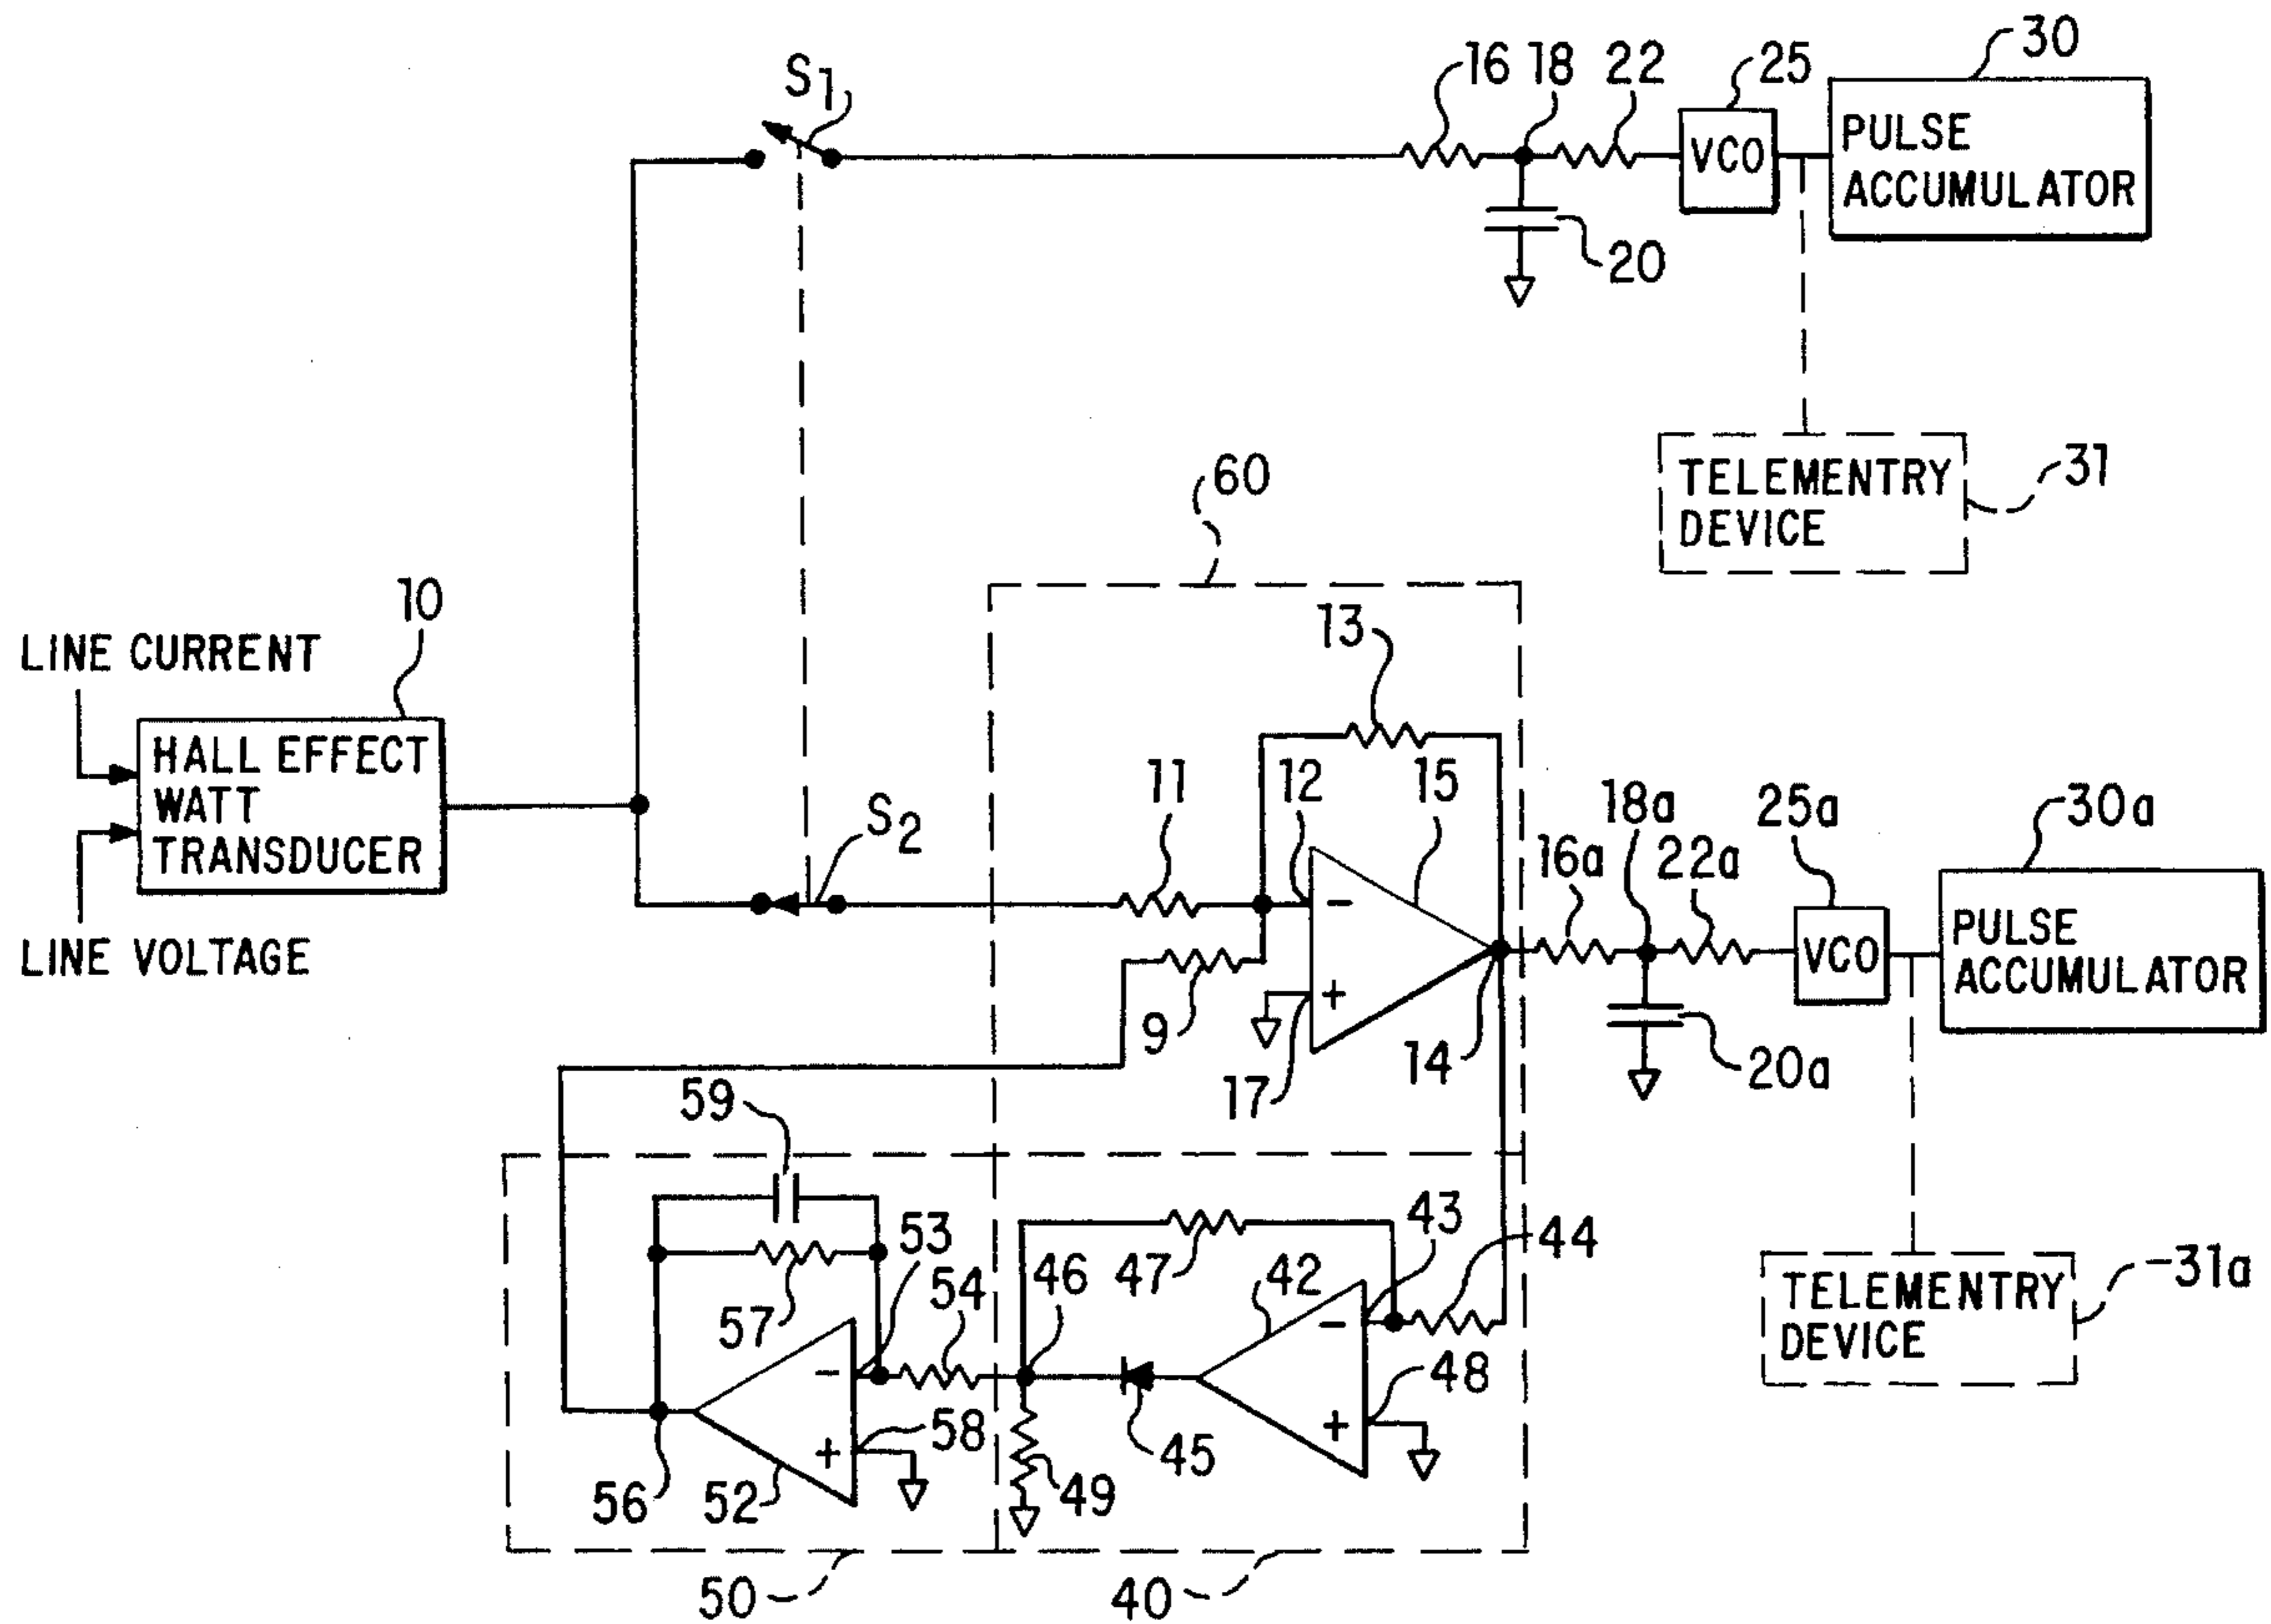 S1
16
18
22
25
30
VCO
PULSE
ACCUMULATOR
20
TELEMENTRY
DEVICE
31
60
10
LINE CURRENT
HALL EFFECT
WATT
TRANSDUCER
LINE VOLTAGE
S2
13
11
12
15
9
17
14
16a
18a
22a
25a
30a
VCO
PULSE
ACCUMULATOR
20a
TELEMENTRY
DEVICE
31a
59
57
53
54
46
47
42
43
44
48
45
49
58
56
52
50
40
-
+
-
+
-
+